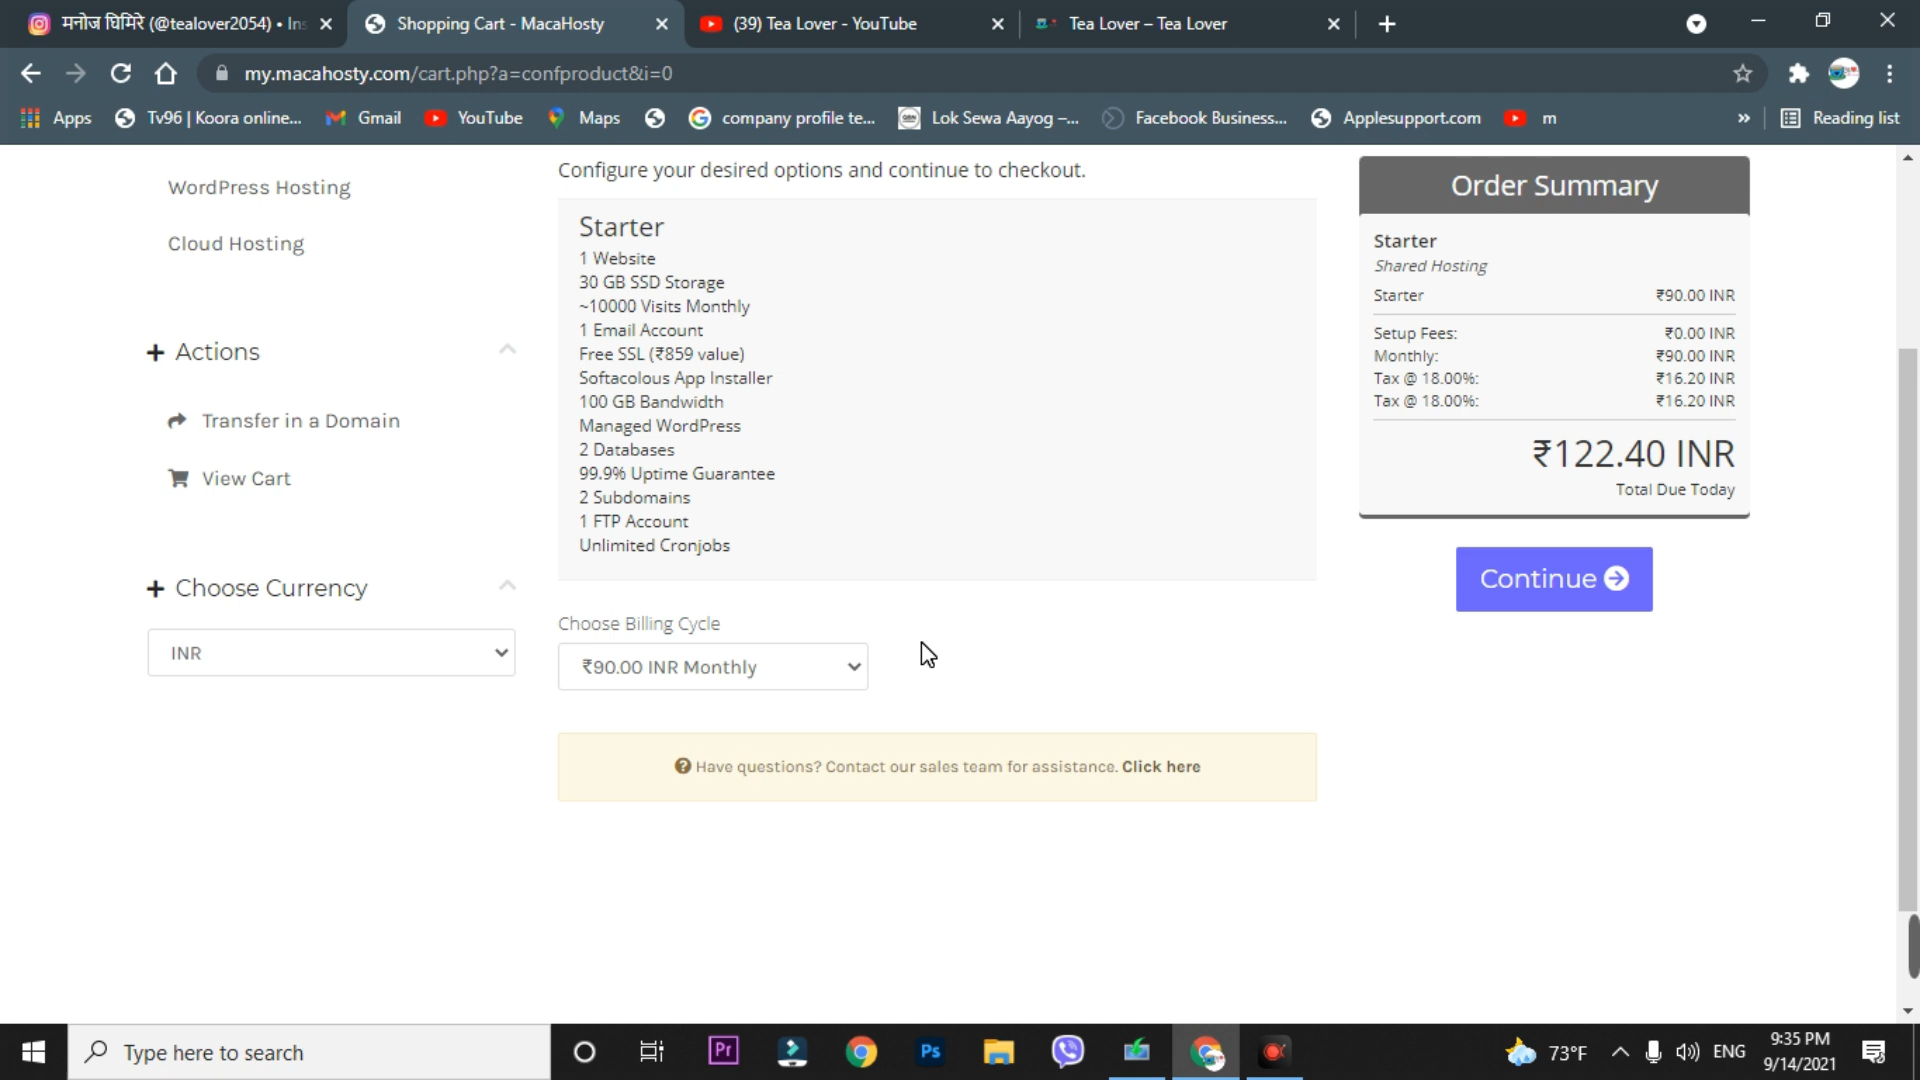 मनोज घिमिरे (@tealover2054) • Ins
Shopping Cart - MacaHosty
(39) Tea Lover - YouTube
Tea Lover – Tea Lover
my.macahosty.com/cart.php?a=confproduct&i=0
Apps
Tv96 | Koora online...
Gmail
YouTube
Maps
company profile te...
Lok Sewa Aayog –...
Facebook Business...
Applesupport.com
m
»
Reading list
WordPress Hosting
Cloud Hosting
Actions
Transfer in a Domain
View Cart
Choose Currency
INR
Configure your desired options and continue to checkout.
Starter
1 Website
30 GB SSD Storage
~10000 Visits Monthly
1 Email Account
Free SSL (₹859 value)
Softacolous App Installer
100 GB Bandwidth
Managed WordPress
2 Databases
99.9% Uptime Guarantee
2 Subdomains
1 FTP Account
Unlimited Cronjobs
Choose Billing Cycle
₹90.00 INR Monthly
Have questions? Contact our sales team for assistance. Click here
Order Summary
Starter
Shared Hosting
Starter ₹90.00 INR
Setup Fees: ₹0.00 INR
Monthly: ₹90.00 INR
Tax @ 18.00%: ₹16.20 INR
Tax @ 18.00%: ₹16.20 INR
₹122.40 INR
Total Due Today
Continue
Type here to search
Pr
Ps
73°F
ENG
9:35 PM
9/14/2021